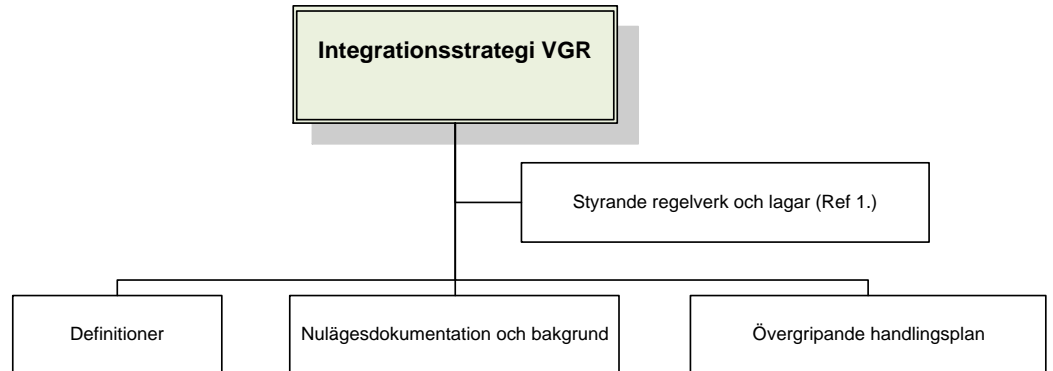 Integrationsstrategi VGR
Styrande regelverk och lagar (Ref 1.)
Definitioner
Nulägesdokumentation och bakgrund
Övergripande handlingsplan